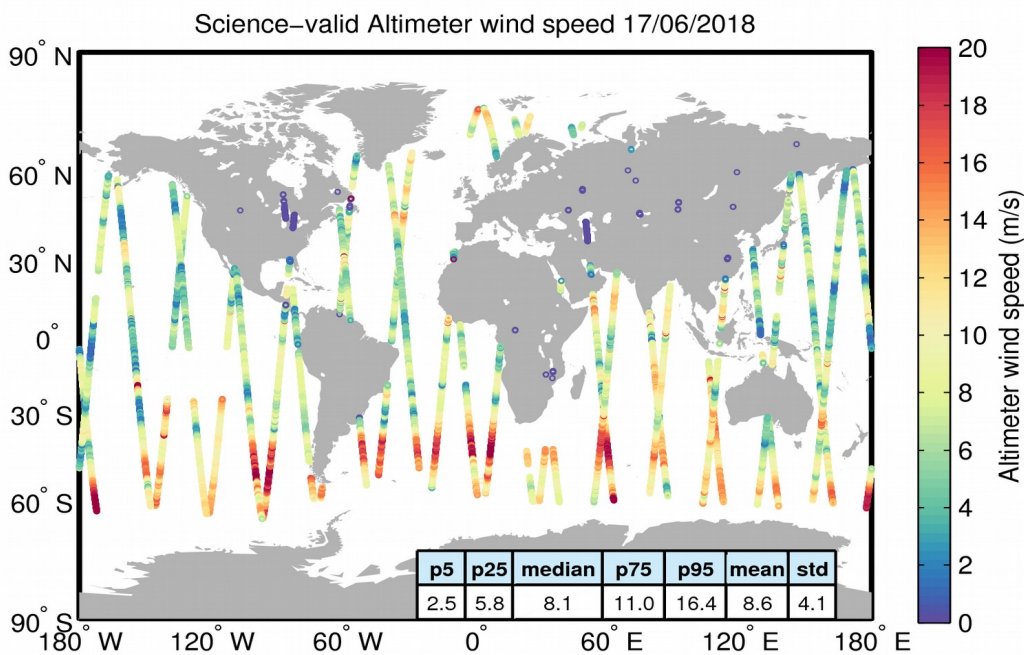 Science-valid Altimeter wind speed 17/06/2018
90° N
60° N
30° N
0°
30° S
60° S
90° S
180° W
120° W
60° W
0°
60° E
120° E
180° E
p5 p25 median p75 p95 mean std
2.5 5.8 8.1 11.0 16.4 8.6 4.1
20
18
16
14
12
10
8
6
4
2
0
Altimeter wind speed (m/s)